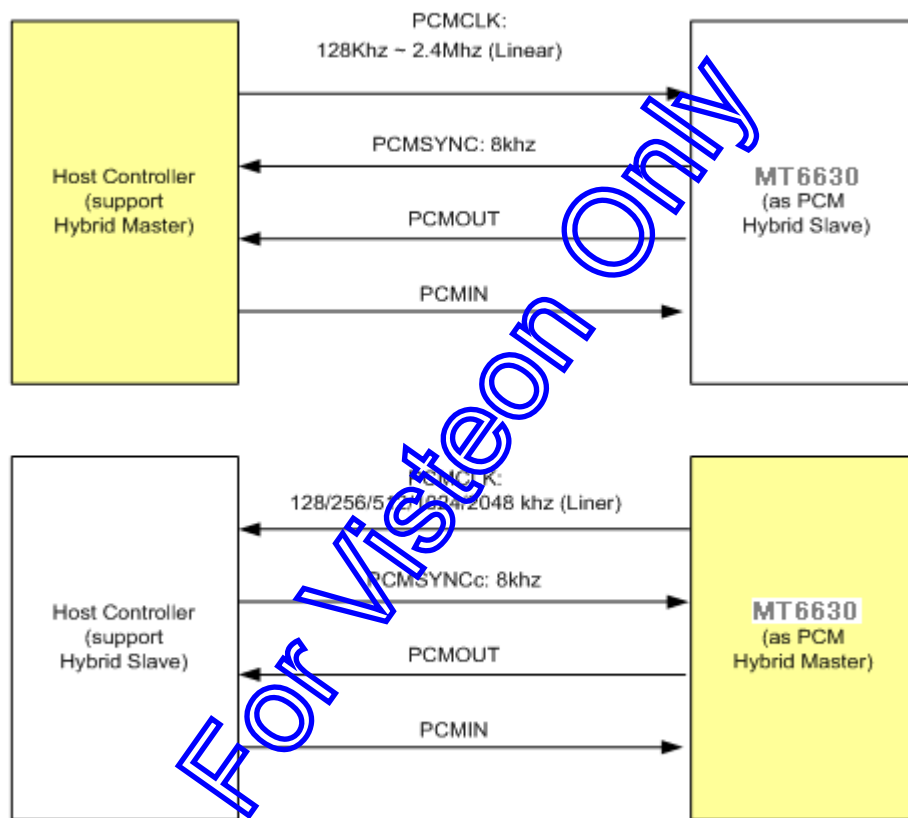 PCMCLK:
128Khz ~ 2.4Mhz (Linear)
PCMSYNC: 8khz
PCMOUT
PCMIN
Host Controller
(support
Hybrid Master)
MT6630
(as PCM
Hybrid Slave)
PCMCLK:
128/256/512/1024/2048 khz (Liner)
PCMSYNCc: 8khz
PCMOUT
PCMIN
Host Controller
(support
Hybrid Slave)
MT6630
(as PCM
Hybrid Master)
For Visteon Only